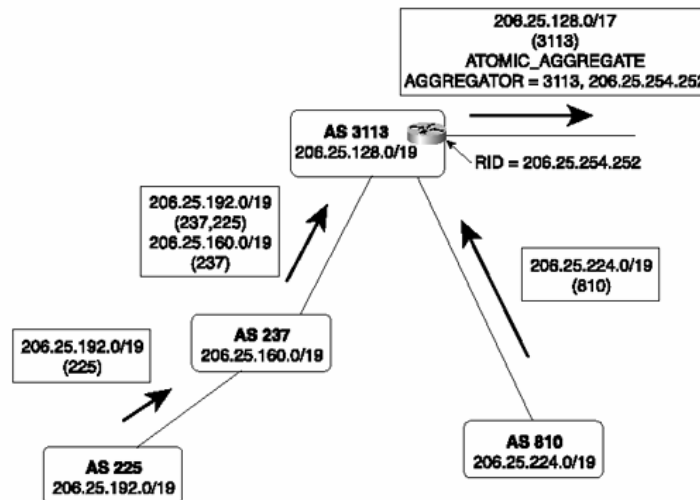 206.25.128.0/17
(3113)
ATOMIC_AGGREGATE
AGGREGATOR = 3113, 206.25.254.252
AS 3113
206.25.128.0/19
RID = 206.25.254.252
206.25.192.0/19
(237,225)
206.25.160.0/19
(237)
206.25.224.0/19
(810)
AS 237
206.25.160.0/19
206.25.192.0/19
(225)
AS 810
206.25.224.0/19
AS 225
206.25.192.0/19